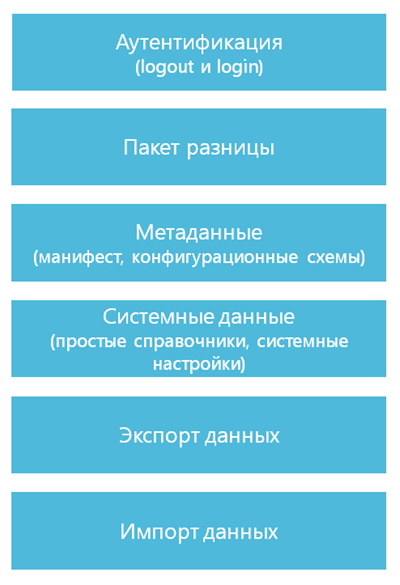 Аутентификация
(logout и login)
Пакет разницы
Метаданные
(манифест, конфигурационные схемы)
Системные данные
(простые справочники, системные
настройки)
Экспорт данных
Импорт данных